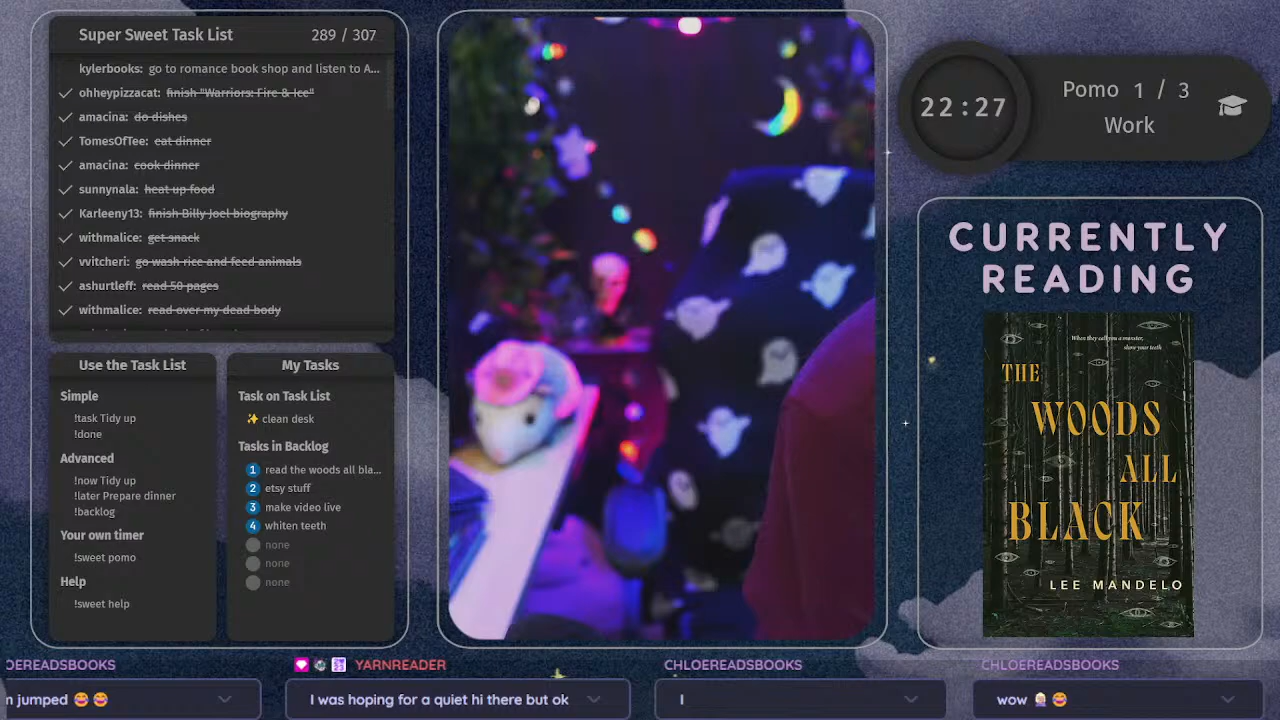 Super Sweet Task List 289 / 307
kylerbooks: go to romance book shop and listen to A...
ohheypizzacat: finish "Warriors: Fire & Ice"
amacina: do dishes
TomesOfTee: eat dinner
amacina: cook dinner
sunnynala: heat up food
Karleeny13: finish Billy Joel biography
withmalice: get snack
vvitcheri: go wash rice and feed animals
ashurtleff: read 50 pages
withmalice: read over my dead body
Use the Task List
Simple
!task Tidy up
!done
Advanced
!now Tidy up
!later Prepare dinner
!backlog
Your own timer
!sweet pomo
Help
!sweet help
My Tasks
Task on Task List
✨ clean desk
Tasks in Backlog
1 read the woods all bla...
2 etsy stuff
3 make video live
4 whiten teeth
none
none
none
22:27
Pomo 1 / 3
Work
CURRENTLY
READING
When they call you a monster,
show your teeth
THE
WOODS
ALL
BLACK
LEE MANDELO
OEREADSBOOKS
m jumped 😂 😂
YARNREADER
I was hoping for a quiet hi there but ok
CHLOEREADSBOOKS
I
CHLOEREADSBOOKS
wow